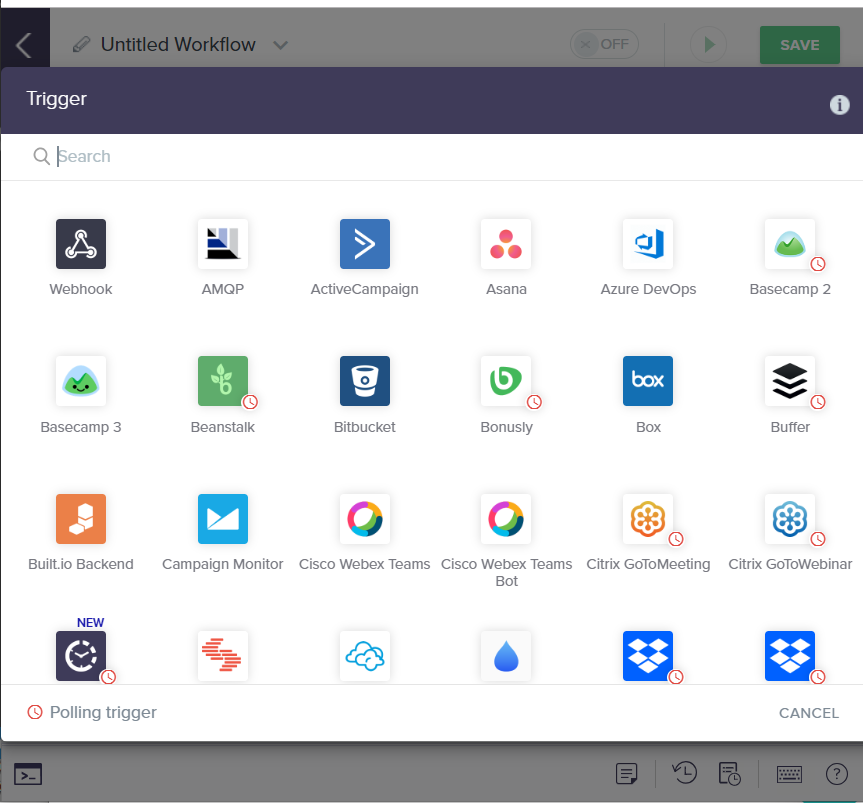 Untitled Workflow
OFF
SAVE
Trigger
Search
Webhook
AMQP
ActiveCampaign
Asana
Azure DevOps
Basecamp 2
Basecamp 3
Beanstalk
Bitbucket
Bonusly
box
Box
Buffer
Built.io Backend
Campaign Monitor
Cisco Webex Teams
Cisco Webex Teams
Bot
Citrix GoToMeeting
Citrix GoToWebinar
NEW
Polling trigger
CANCEL